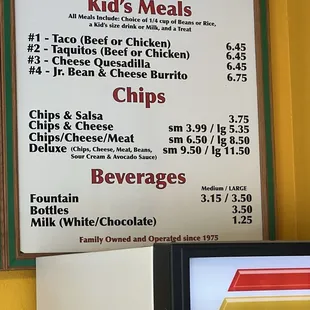 Kid's Meals
All Meals Include: Choice of 1/4 cup of Beans or Rice,
a Kid's size drink or Milk, and a Treat
#1 - Taco (Beef or Chicken) 6.45
#2 - Taquitos (Beef or Chicken) 6.45
#3 - Cheese Quesadilla 6.45
#4 - Jr. Bean & Cheese Burrito 6.75
Chips
Chips & Salsa 3.75
Chips & Cheese sm 3.99 / lg 5.35
Chips/Cheese/Meat sm 6.50 / lg 8.50
Deluxe (Chips, Cheese, Meat, Beans, sm 9.50 / lg 11.50
Sour Cream & Avocado Sauce)
Beverages
Medium / LARGE
Fountain 3.15 / 3.50
Bottles 3.50
Milk (White/Chocolate) 1.25
Family Owned and Operated since 1975